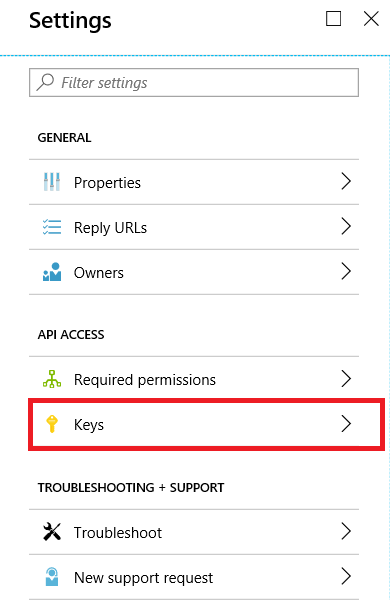 Settings
Filter settings
GENERAL
Properties
Reply URLs
Owners
API ACCESS
Required permissions
Keys
TROUBLESHOOTING + SUPPORT
Troubleshoot
New support request